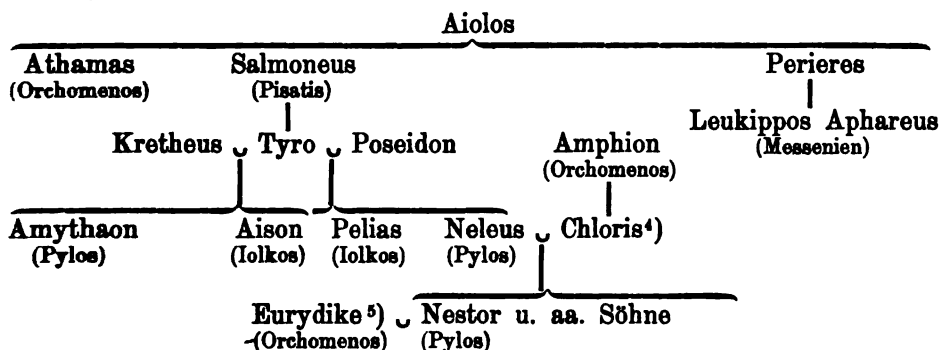 Aiolos
Athamas Salmoneus Perieres
(Orchomenos) (Pisatis)
Leukippos Aphareus
Kretheus ⌣ Tyro ⌣ Poseidon Amphion (Messenien)
(Orchomenos)
Amythaon Aison Pelias Neleus ⌣ Chloris⁴)
(Pylos) (Iolkos) (Iolkos) (Pylos)
Eurydike⁵) ⌣ Nestor u. aa. Söhne
(Orchomenos) (Pylos)